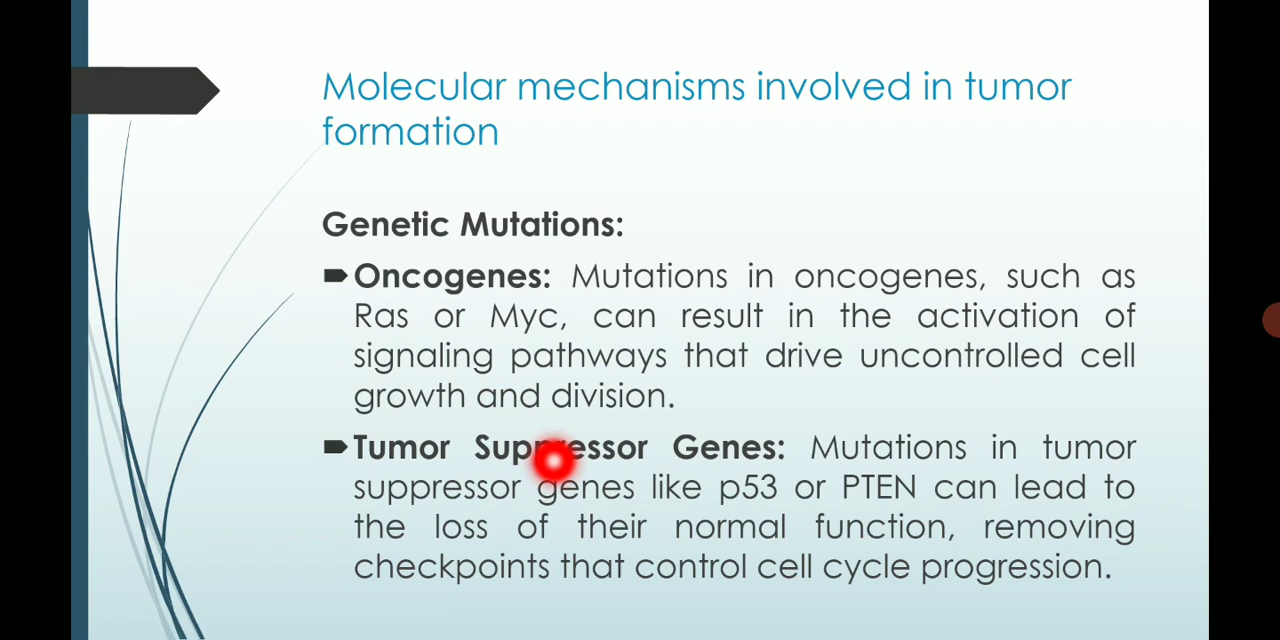 Molecular mechanisms involved in tumor
formation
Genetic Mutations:
Oncogenes: Mutations in oncogenes, such as
Ras or Myc, can result in the activation of
signaling pathways that drive uncontrolled cell
growth and division.
Tumor Suppressor Genes: Mutations in tumor
suppressor genes like p53 or PTEN can lead to
the loss of their normal function, removing
checkpoints that control cell cycle progression.